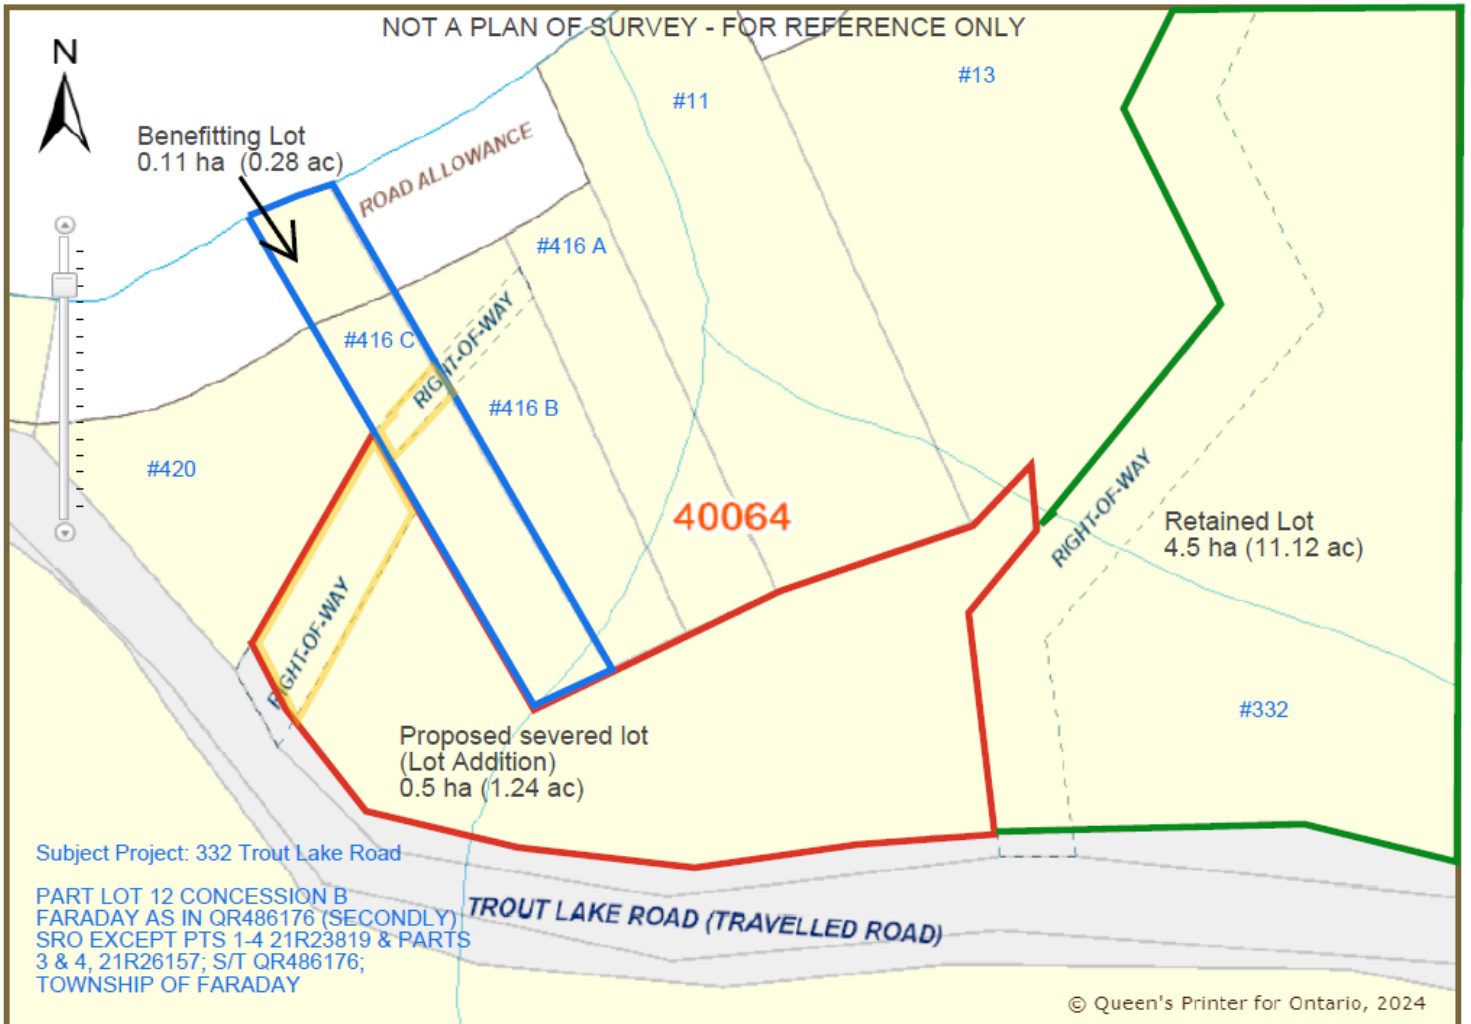 NOT A PLAN OF SURVEY - FOR REFERENCE ONLY
N
#13
#11
Benefitting Lot
0.11 ha (0.28 ac)
ROAD ALLOWANCE
#416 A
RIGHT-OF-WAY
#416 C
#416 B
#420
40064
RIGHT-OF-WAY
Retained Lot
4.5 ha (11.12 ac)
RIGHT-OF-WAY
#332
Proposed severed lot
(Lot Addition)
0.5 ha (1.24 ac)
Subject Project: 332 Trout Lake Road
PART LOT 12 CONCESSION B
FARADAY AS IN QR486176 (SECONDLY)
SRO EXCEPT PTS 1-4 21R23819 & PARTS
3 & 4, 21R26157; S/T QR486176;
TOWNSHIP OF FARADAY
TROUT LAKE ROAD (TRAVELLED ROAD)
© Queen's Printer for Ontario, 2024